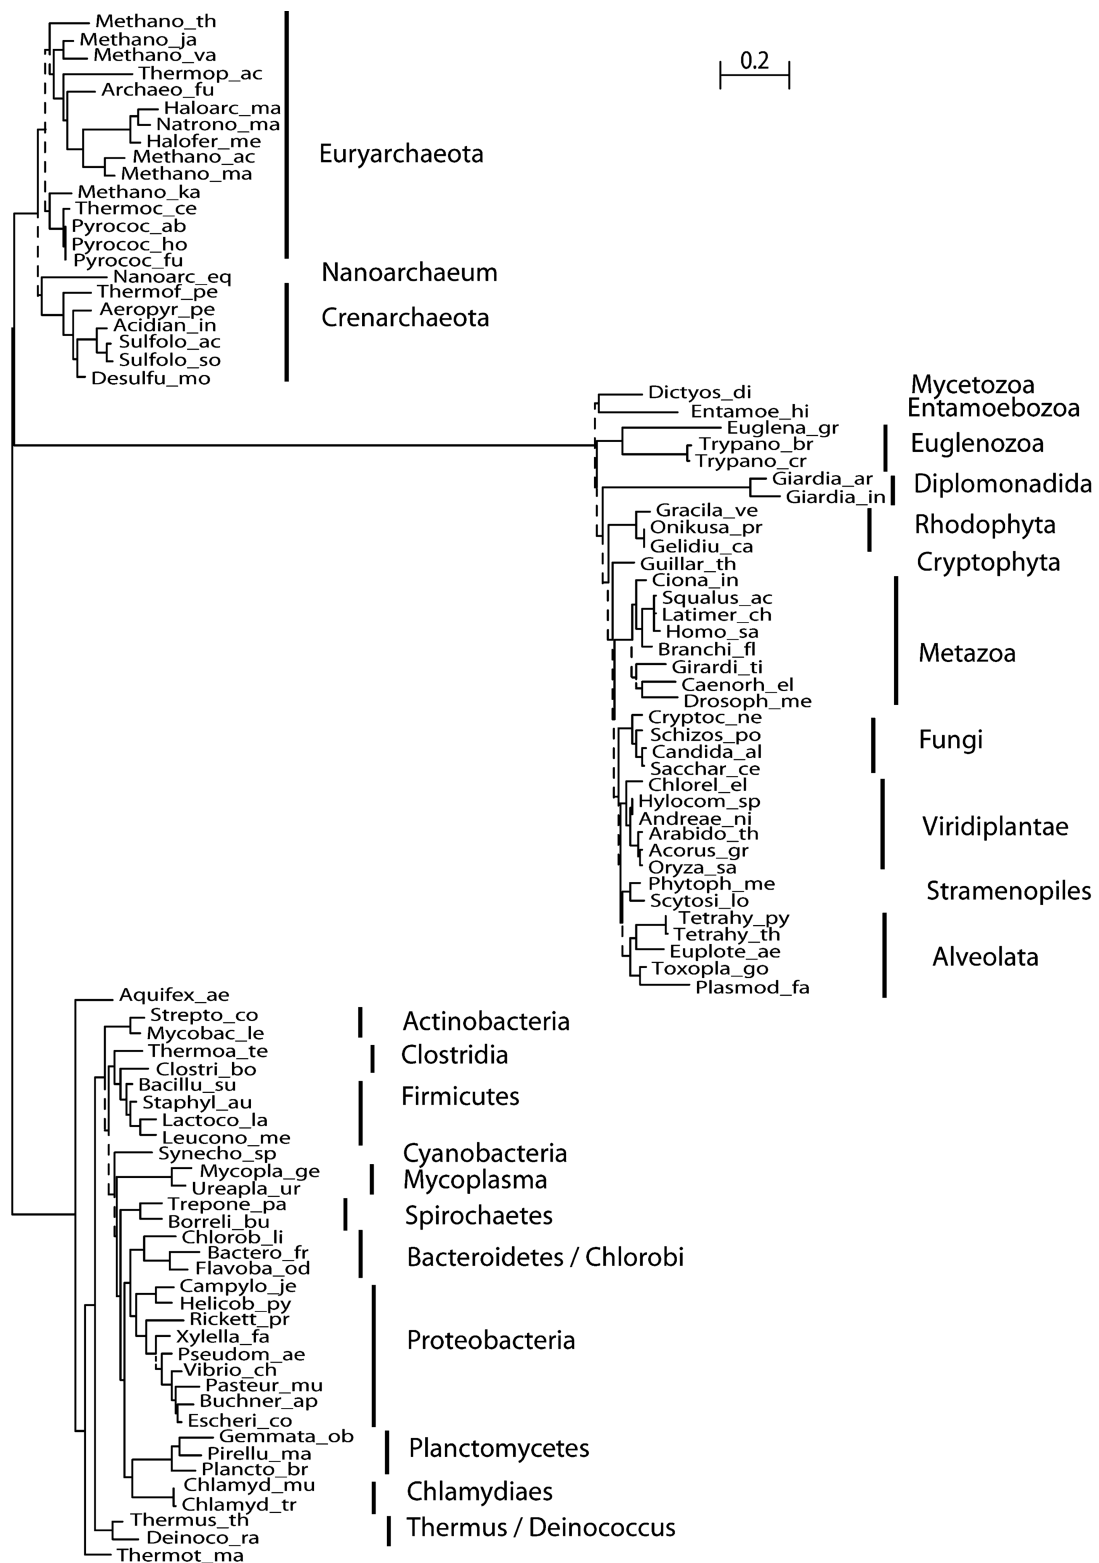 Methano_th
Methano_ja
Methano_va
0.2
Thermop_ac
Archaeo_fu
Haloarc_ma
Natrono_ma
Halofer_me
Euryarchaeota
Methano_ac
Methano_ma
Methano_ka
Thermoc_ce
Pyrococ_ab
Pyrococ_ho
Pyrococ_fu
Nanoarc_eq
Nanoarchaeum
Thermof_pe
Aeropyr_pe
Crenarchaeota
Acidian_in
Sulfolo_ac
Sulfolo_so
Desulfu_mo
Dictyos_di
Mycetozoa
Entamoe_hi
Entamoebozoa
Euglena_gr
Trypano_br
Euglenozoa
Trypano_cr
Giardia_ar
Diplomonadida
Giardia_in
Gracila_ve
Onikusa_pr
Rhodophyta
Gelidiu_ca
Guillar_th
Cryptophyta
Ciona_in
Squalus_ac
Latimer_ch
Homo_sa
Branchi_fl
Metazoa
Girardi_ti
Caenorh_el
Drosoph_me
Cryptoc_ne
Schizos_po
Fungi
Candida_al
Sacchar_ce
Chlorel_el
Hylocom_sp
Andreae_ni
Viridiplantae
Arabido_th
Acorus_gr
Oryza_sa
Phytoph_me
Stramenopiles
Scytosi_lo
Tetrahy_py
Tetrahy_th
Euplote_ae
Alveolata
Toxopla_go
Plasmod_fa
Aquifex_ae
Strepto_co
Actinobacteria
Mycobac_le
Thermoa_te
Clostridia
Clostri_bo
Bacillu_su
Firmicutes
Staphyl_au
Lactoco_la
Leucono_me
Synecho_sp
Cyanobacteria
Mycopla_ge
Mycoplasma
Ureapla_ur
Trepone_pa
Spirochaetes
Borreli_bu
Chlorob_li
Bactero_fr
Bacteroidetes / Chlorobi
Flavoba_od
Campylo_je
Helicob_py
Rickett_pr
Xylella_fa
Proteobacteria
Pseudom_ae
Vibrio_ch
Pasteur_mu
Buchner_ap
Escheri_co
Gemmata_ob
Planctomycetes
Pirellu_ma
Plancto_br
Chlamyd_mu
Chlamydiaes
Chlamyd_tr
Thermus_th
Thermus / Deinococcus
Deinoco_ra
Thermot_ma